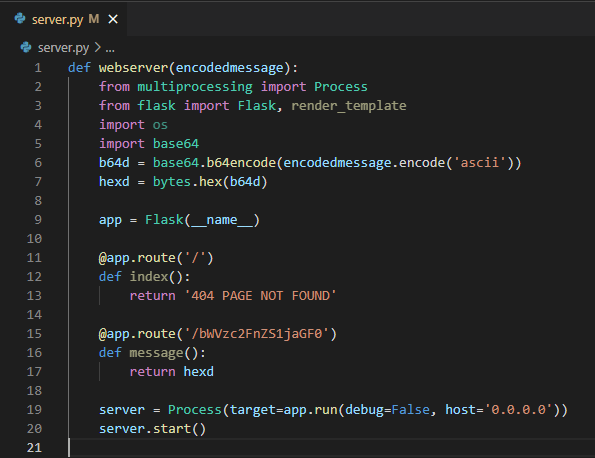 server.py M ×
server.py > ...
1 def webserver(encodedmessage):
2     from multiprocessing import Process
3     from flask import Flask, render_template
4     import os
5     import base64
6     b64d = base64.b64encode(encodedmessage.encode('ascii'))
7     hexd = bytes.hex(b64d)
8
9     app = Flask(__name__)
10
11     @app.route('/')
12     def index():
13         return '404 PAGE NOT FOUND'
14
15     @app.route('/bWVzc2FnZS1jaGF0')
16     def message():
17         return hexd
18
19     server = Process(target=app.run(debug=False, host='0.0.0.0'))
20     server.start()
21